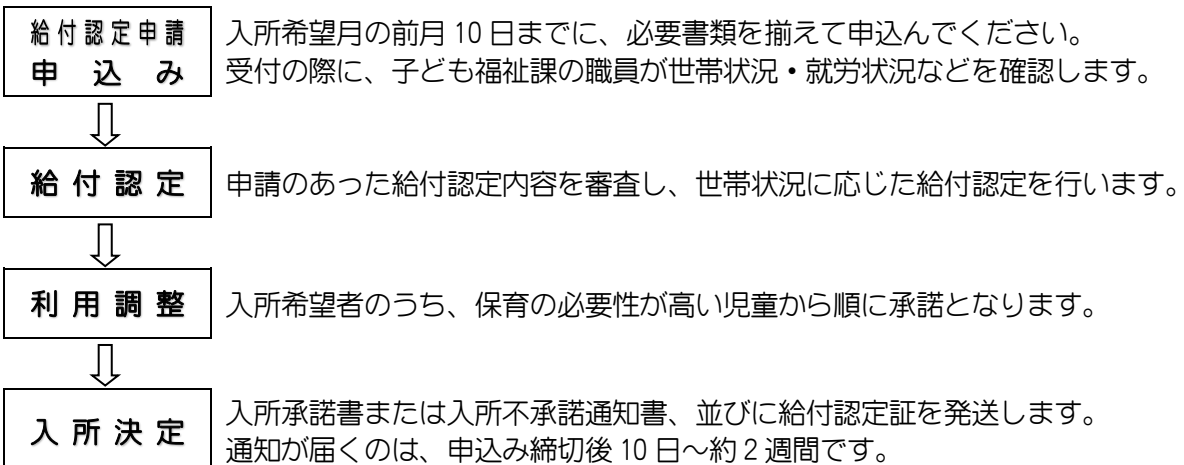 給付認定申請
申込み
入所希望月の前月 10 日までに、必要書類を揃えて申込んでください。
受付の際に、子ども福祉課の職員が世帯状況・就労状況などを確認します。
給付認定
申請のあった給付認定内容を審査し、世帯状況に応じた給付認定を行います。
利用調整
入所希望者のうち、保育の必要性が高い児童から順に承諾となります。
入所決定
入所承諾書または入所不承諾通知書、並びに給付認定証を発送します。
通知が届くのは、申込み締切後 10 日～約２週間です。